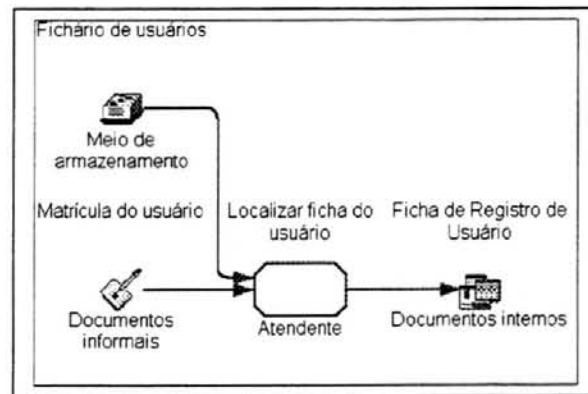 Fichário de usuários
Meio de
armazenamento
Matrícula do usuário
Localizar ficha do
usuário
Ficha de Registro de
Usuário
Documentos
informais
Atendente
Documentos internos